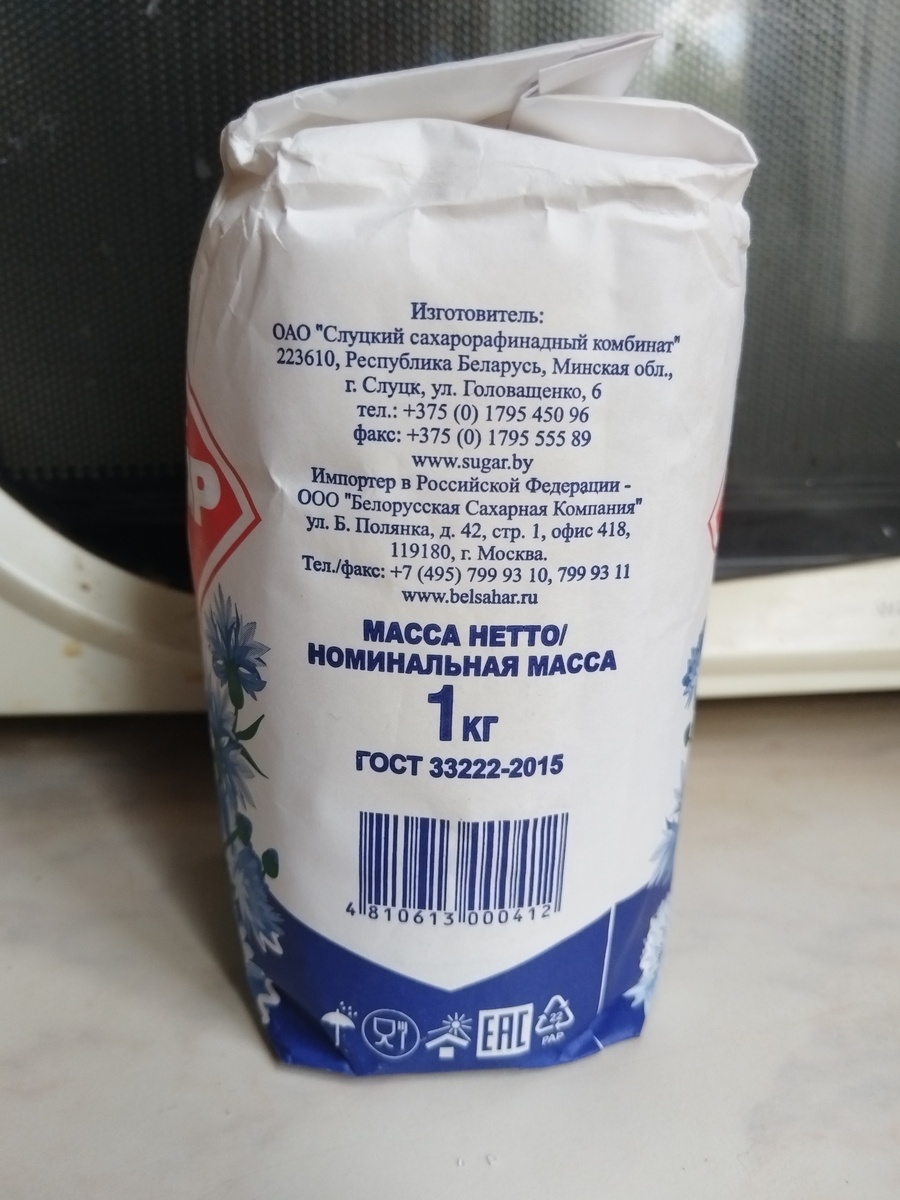 Изготовитель:
ОАО "Слуцкий сахарорафинадный комбинат"
223610, Республика Беларусь, Минская обл.,
г. Слуцк, ул. Головащенко, 6
тел.: +375 (0) 1795 450 96
факс: +375 (0) 1795 555 89
www.sugar.by
Импортер в Российской Федерации -
ООО "Белорусская Сахарная Компания"
ул. Б. Полянка, д. 42, стр. 1, офис 418,
119180, г. Москва.
Тел./факс: +7 (495) 799 93 10, 799 93 11
www.belsahar.ru
МАССА НЕТТО/
НОМИНАЛЬНАЯ МАССА
1 кг
ГОСТ 33222-2015
4 810613 000412
EAC
22
PAP